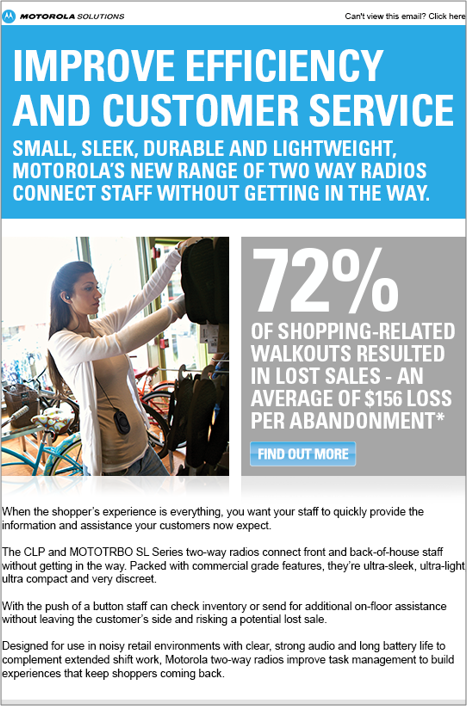 MOTOROLA SOLUTIONS
Can't view this email? Click here
IMPROVE EFFICIENCY
AND CUSTOMER SERVICE
SMALL, SLEEK, DURABLE AND LIGHTWEIGHT,
MOTOROLA'S NEW RANGE OF TWO WAY RADIOS
CONNECT STAFF WITHOUT GETTING IN THE WAY.
72%
OF SHOPPING-RELATED
WALKOUTS RESULTED
IN LOST SALES - AN
AVERAGE OF $156 LOSS
PER ABANDONMENT*
FIND OUT MORE
When the shopper's experience is everything, you want your staff to quickly provide the
information and assistance your customers now expect.
The CLP and MOTOTRBO SL Series two-way radios connect front and back-of-house staff
without getting in the way. Packed with commercial grade features, they're ultra-sleek, ultra-light
ultra compact and very discreet.
With the push of a button staff can check inventory or send for additional on-floor assistance
without leaving the customer's side and risking a potential lost sale.
Designed for use in noisy retail environments with clear, strong audio and long battery life to
complement extended shift work, Motorola two-way radios improve task management to build
experiences that keep shoppers coming back.